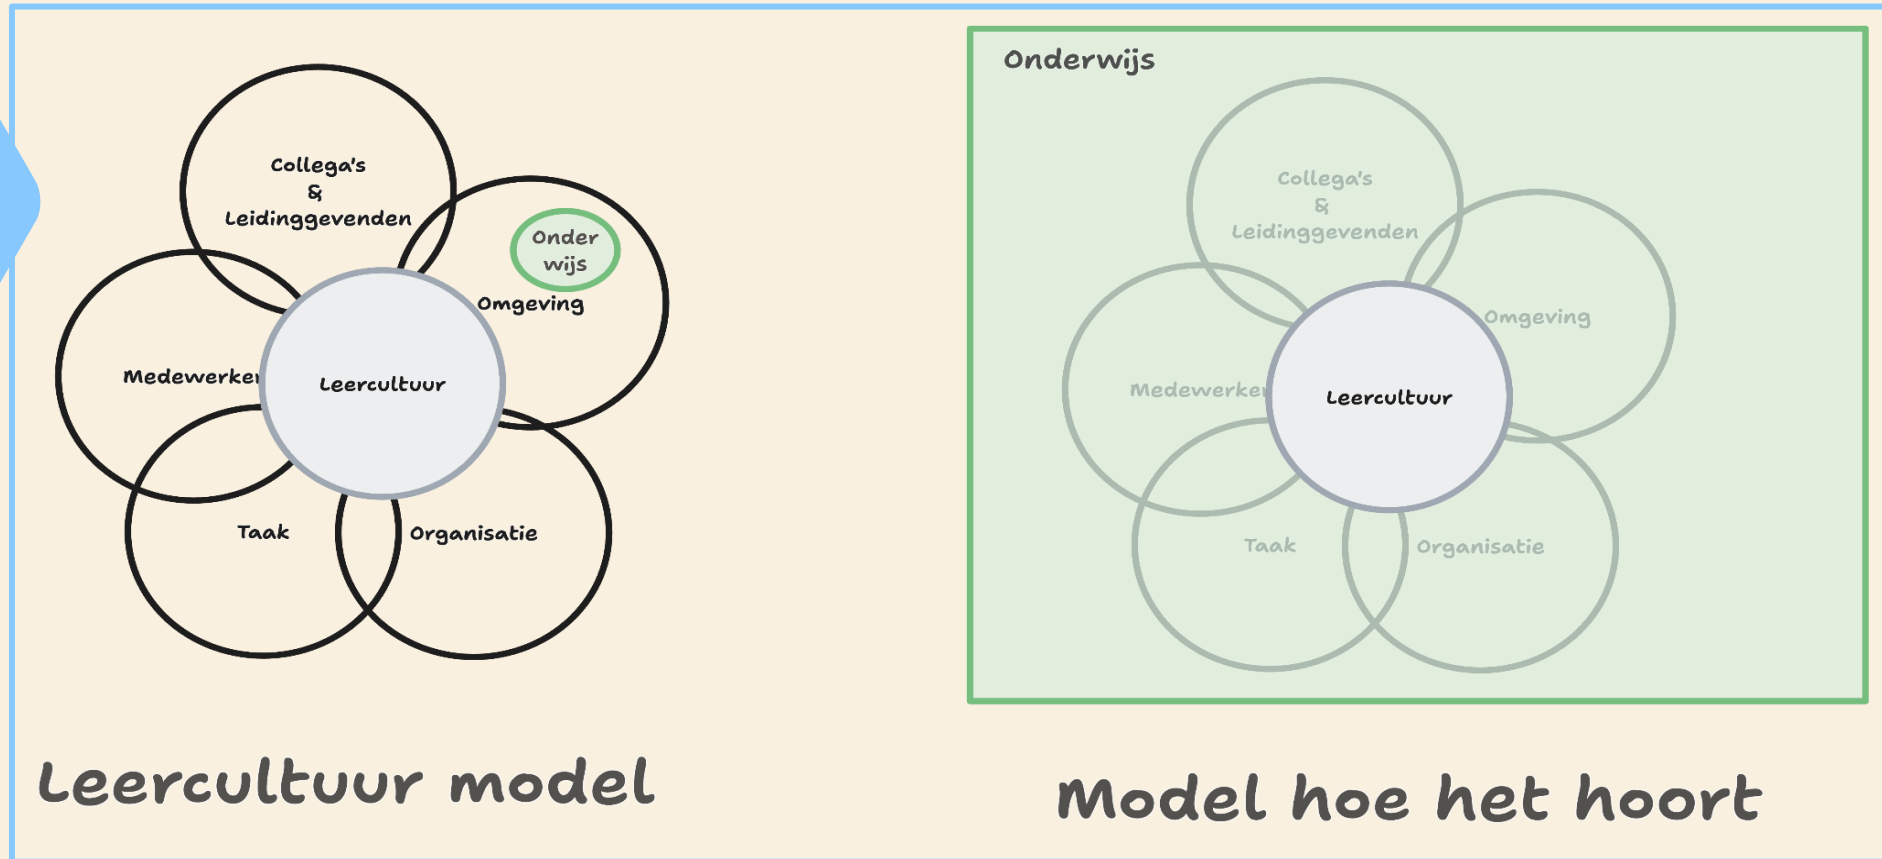 Collega's
&
Leidinggevenden
Onder
wijs
Omgeving
Medewerker
Leercultuur
Taak
Organisatie
Leercultuur model
Onderwijs
Collega's
&
Leidinggevenden
Omgeving
Medewerker
Leercultuur
Taak
Organisatie
Model hoe het hoort